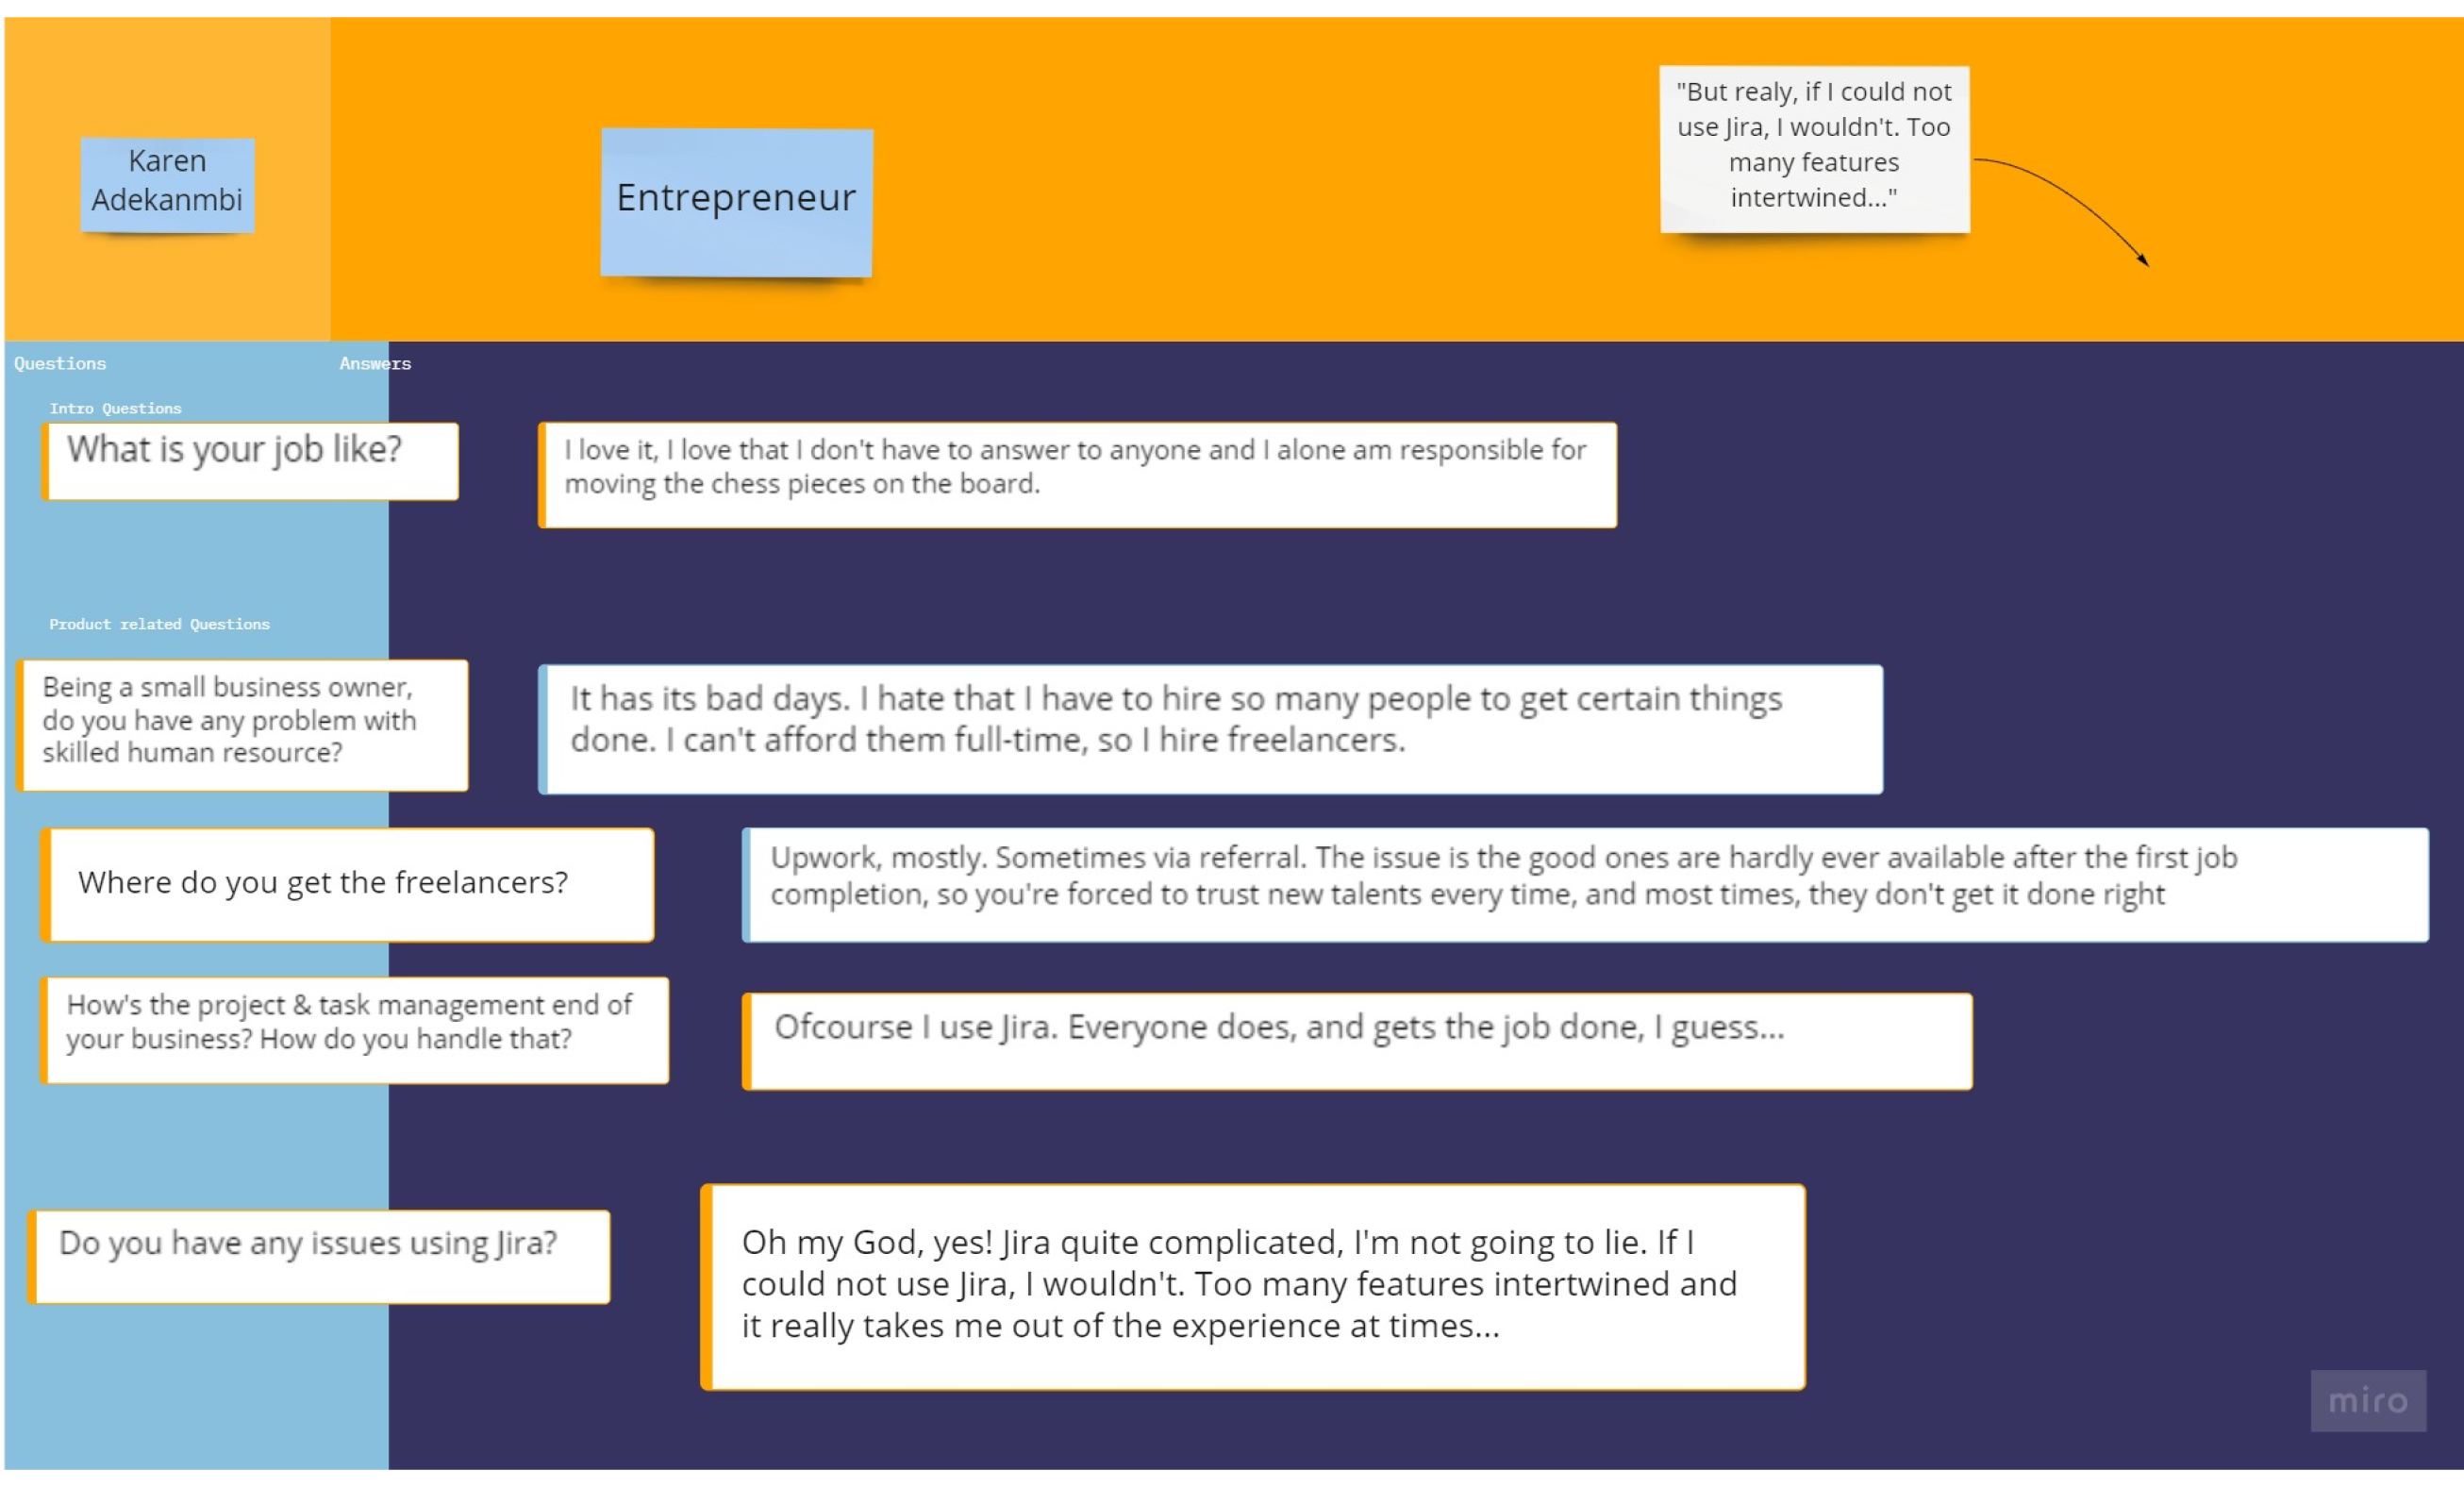 Karen
Adekanmbi
Entrepreneur
"But realy, if I could not
use Jira, I wouldn't. Too
many features
intertwined..."
Questions
Answers
Intro Questions
What is your job like?
I love it, I love that I don't have to answer to anyone and I alone am responsible for
moving the chess pieces on the board.
Product related Questions
Being a small business owner,
do you have any problem with
skilled human resource?
It has its bad days. I hate that I have to hire so many people to get certain things
done. I can't afford them full-time, so I hire freelancers.
Where do you get the freelancers?
Upwork, mostly. Sometimes via referral. The issue is the good ones are hardly ever available after the first job
completion, so you're forced to trust new talents every time, and most times, they don't get it done right
How's the project & task management end of
your business? How do you handle that?
Ofcourse I use Jira. Everyone does, and gets the job done, I guess...
Do you have any issues using Jira?
Oh my God, yes! Jira quite complicated, I'm not going to lie. If I
could not use Jira, I wouldn't. Too many features intertwined and
it really takes me out of the experience at times...
miro